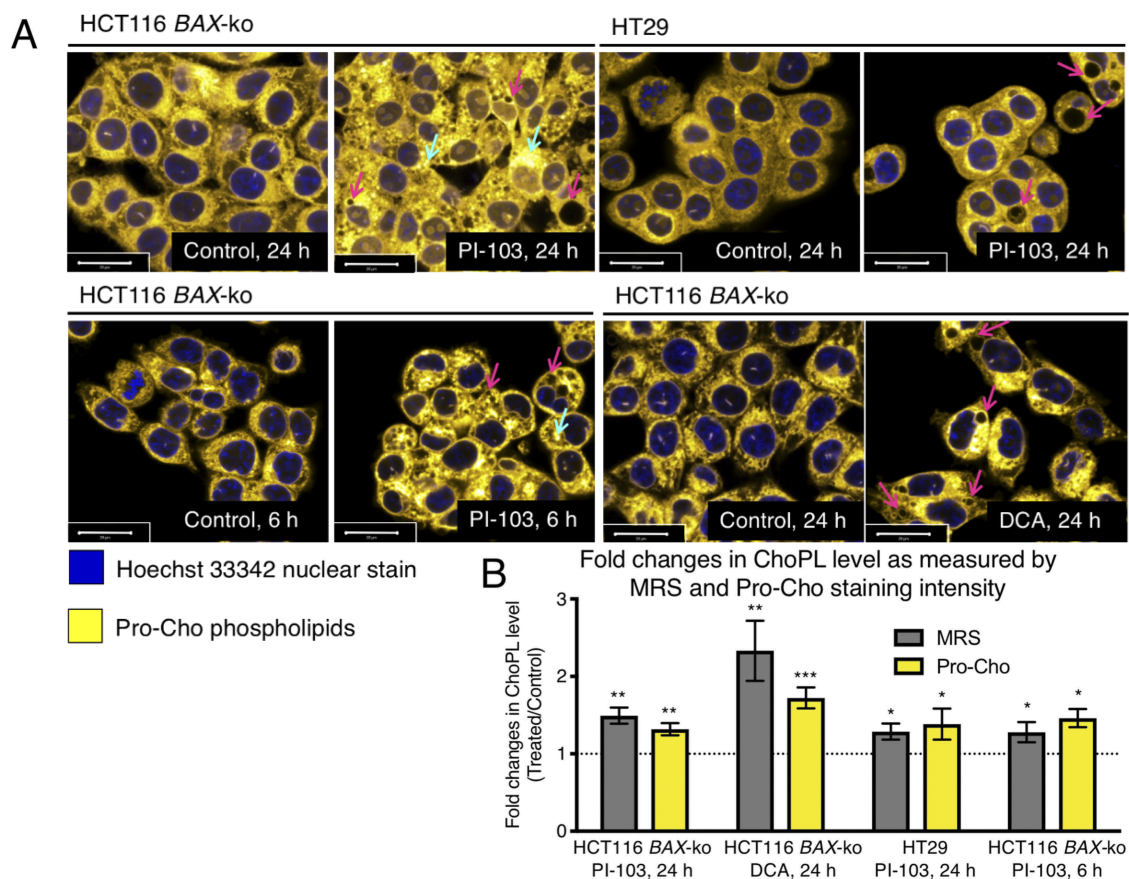 A
HCT116 BAX-ko
HT29
Control, 24 h
PI-103, 24 h
Control, 24 h
PI-103, 24 h
HCT116 BAX-ko
HCT116 BAX-ko
Control, 6 h
PI-103, 6 h
Control, 24 h
DCA, 24 h
Hoechst 33342 nuclear stain
Pro-Cho phospholipids
B
Fold changes in ChoPL level as measured by
MRS and Pro-Cho staining intensity
Fold changes in ChoPL level
(Treated/Control)
3
2
1
0
MRS
Pro-Cho
** ** ** *** * * * *
HCT116 BAX-ko HCT116 BAX-ko HT29 HCT116 BAX-ko
PI-103, 24 h DCA, 24 h PI-103, 24 h PI-103, 6 h